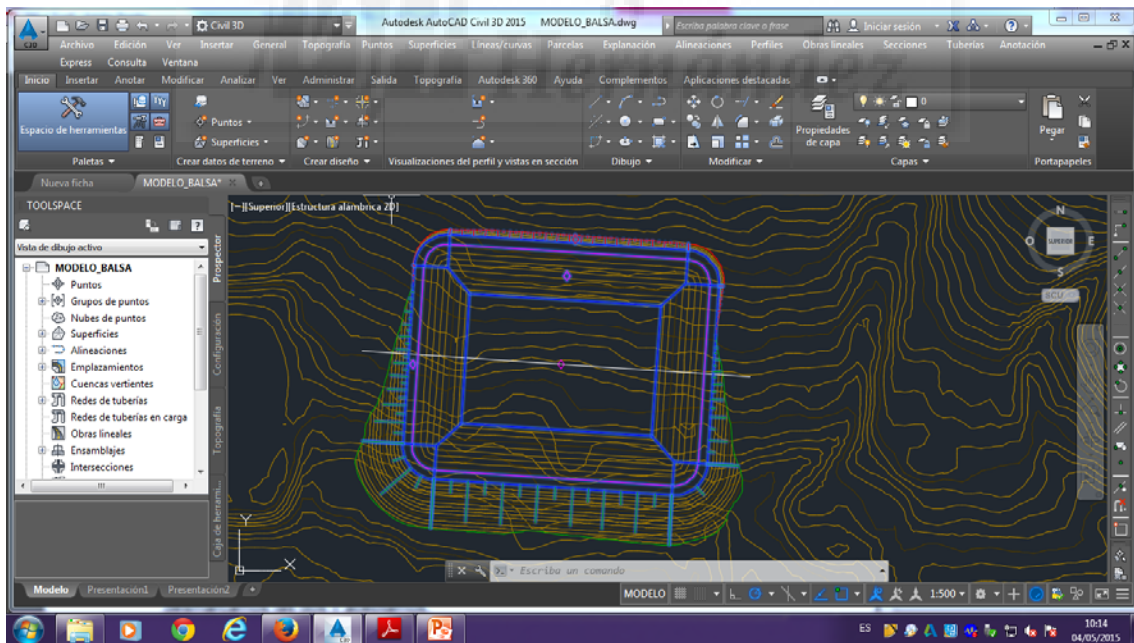 Civil 3D
Autodesk AutoCAD Civil 3D 2015 MODELO_BALSA.dwg
Escriba palabra clave o frase
Iniciar sesión
C3D
Archivo Edición Ver Insertar General Topografía Puntos Superficies Líneas/curvas Parcelas Explanación Alineaciones Perfiles Obras lineales Secciones Tuberías Anotación
Express Consulta Ventana
Hernández
Inicio Insertar Anotar Modificar Analizar Ver Administrar Salida Topografía Autodesk 360 Ayuda Complementos Aplicaciones destacadas
Espacio de herramientas
Puntos
Superficies
Propiedades de capa
0
Pegar
Paletas Crear datos de terreno Crear diseño Visualizaciones del perfil y vistas en sección Dibujo Modificar Capas Portapapeles
Nueva ficha MODELO_BALSA*
TOOLSPACE
[-][Superior][Estructura alámbrica 2D]
Vista de dibujo activo
MODELO_BALSA
Puntos
Grupos de puntos
Nubes de puntos
Superficies
Alineaciones
Emplazamientos
Cuencas vertientes
Redes de tuberías
Redes de tuberías en carga
Obras lineales
Ensamblajes
Intersecciones
Prospector
Configuración
Topografía
Caja de herrami...
N
O
SUPERIOR
E
S
SCU
Y
X
Escriba un comando
Modelo Presentación1 Presentación2
MODELO
1:500
ES
10:14
04/05/2015